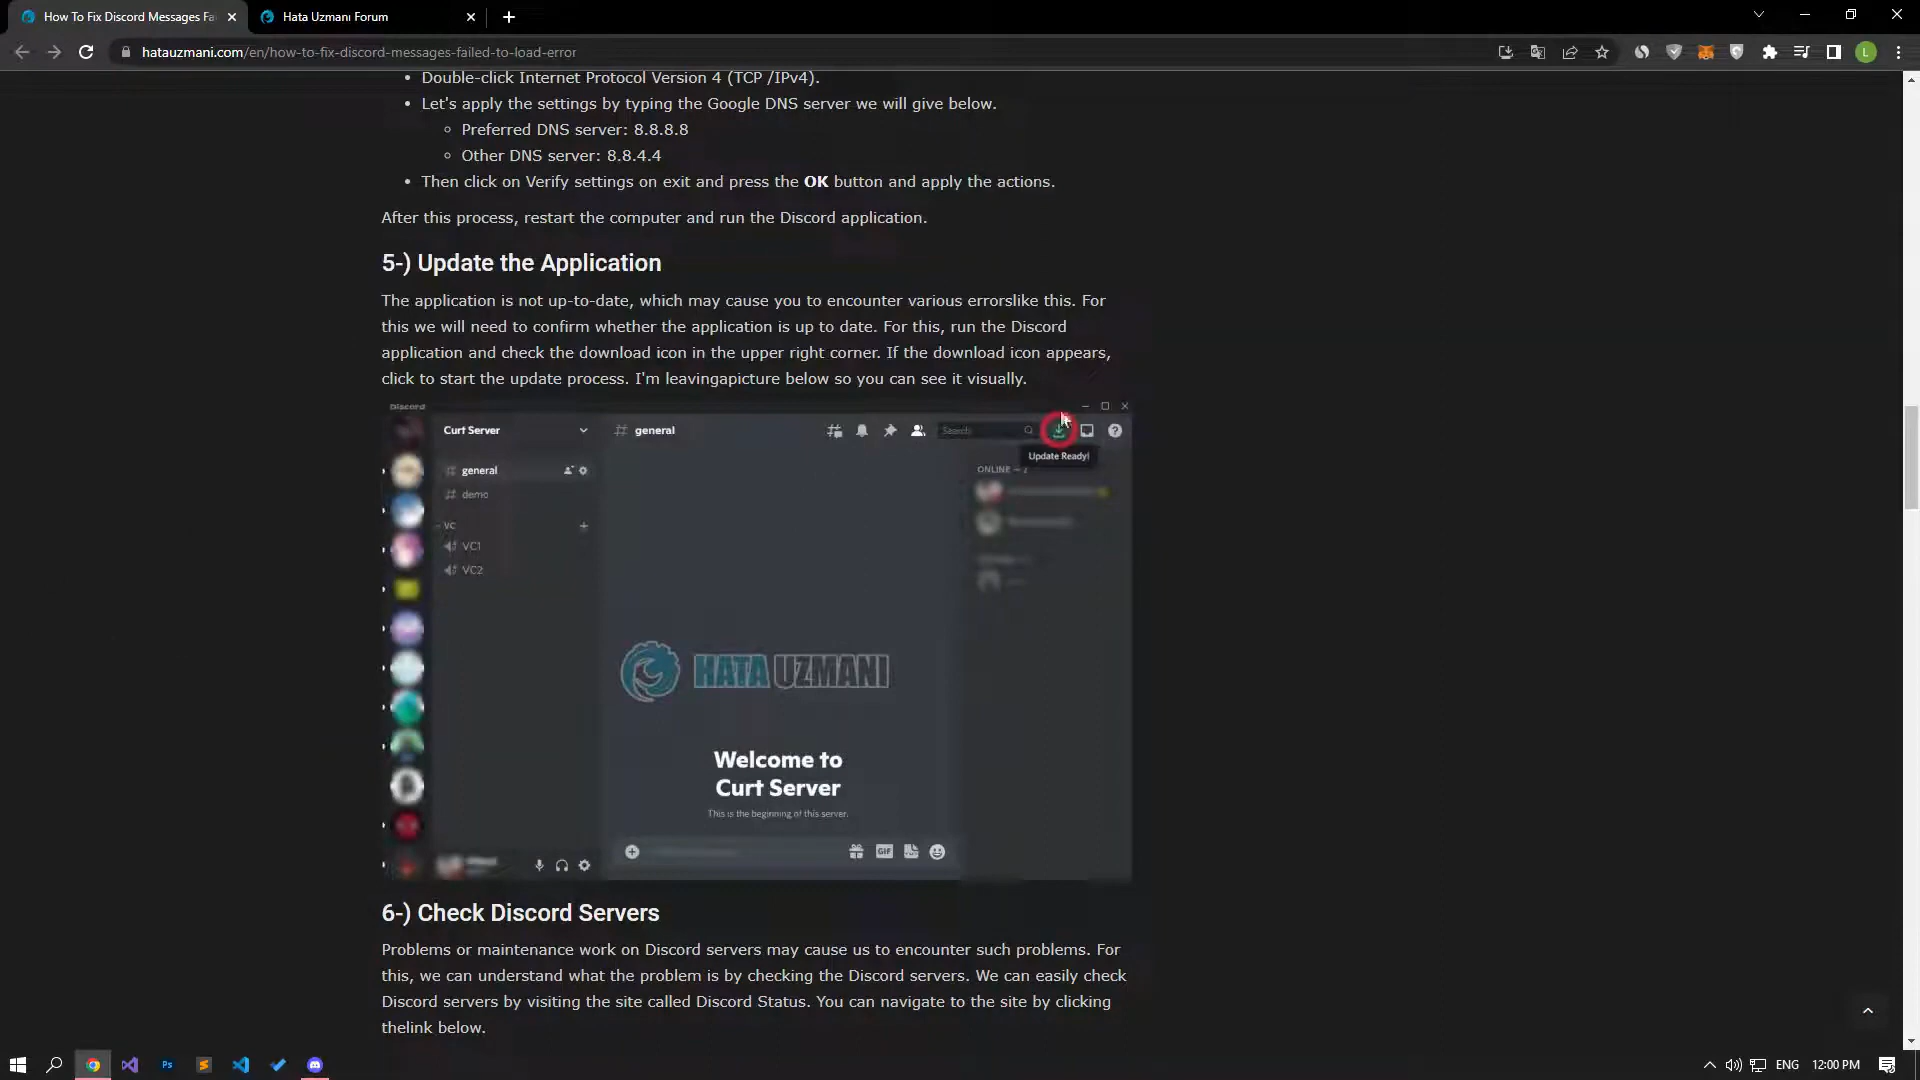 How To Fix Discord Messages Fa
Hata Uzmanı Forum
hatauzmani.com/en/how-to-fix-discord-messages-failed-to-load-error
L
• Double-click Internet Protocol Version 4 (TCP /IPv4).
• Let's apply the settings by typing the Google DNS server we will give below.
◦ Preferred DNS server: 8.8.8.8
◦ Other DNS server: 8.8.4.4
• Then click on Verify settings on exit and press the OK button and apply the actions.
After this process, restart the computer and run the Discord application.
5-) Update the Application
The application is not up-to-date, which may cause you to encounter various errorslike this. For
this we will need to confirm whether the application is up to date. For this, run the Discord
application and check the download icon in the upper right corner. If the download icon appears,
click to start the update process. I'm leavingapicture below so you can see it visually.
Discord
Curt Server
# general
Search
Update Ready!
# general
ONLINE – 2
# demo
VC
VC1
VC2
HATA UZMANI
Welcome to
Curt Server
This is the beginning of this server.
GIF
6-) Check Discord Servers
Problems or maintenance work on Discord servers may cause us to encounter such problems. For
this, we can understand what the problem is by checking the Discord servers. We can easily check
Discord servers by visiting the site called Discord Status. You can navigate to the site by clicking
thelink below.
Ps
ENG
12:00 PM